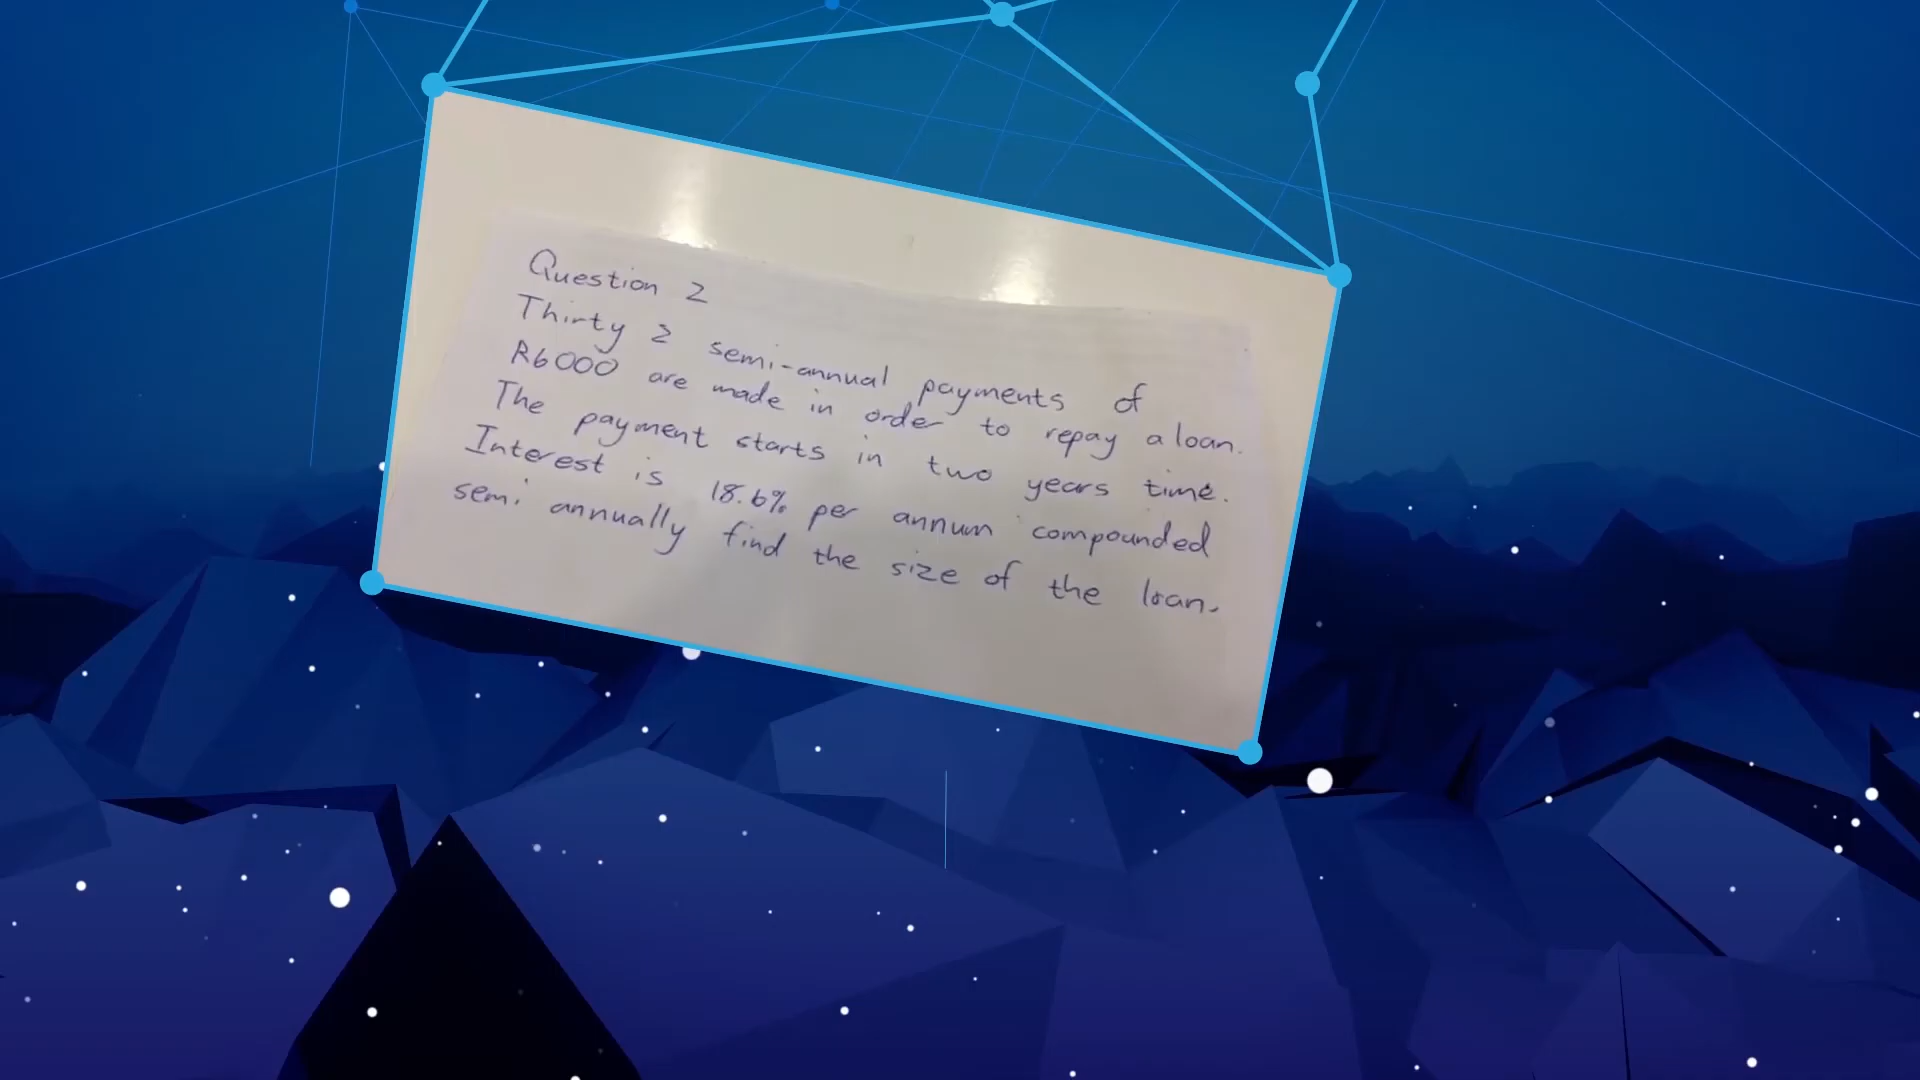 Question 2
Thirty 2 semi-annual payments of
R6000 are made in order to repay a loan.
The payment starts in two years time.
Interest is 18.6% per annum compounded
semi annually find the size of the loan.